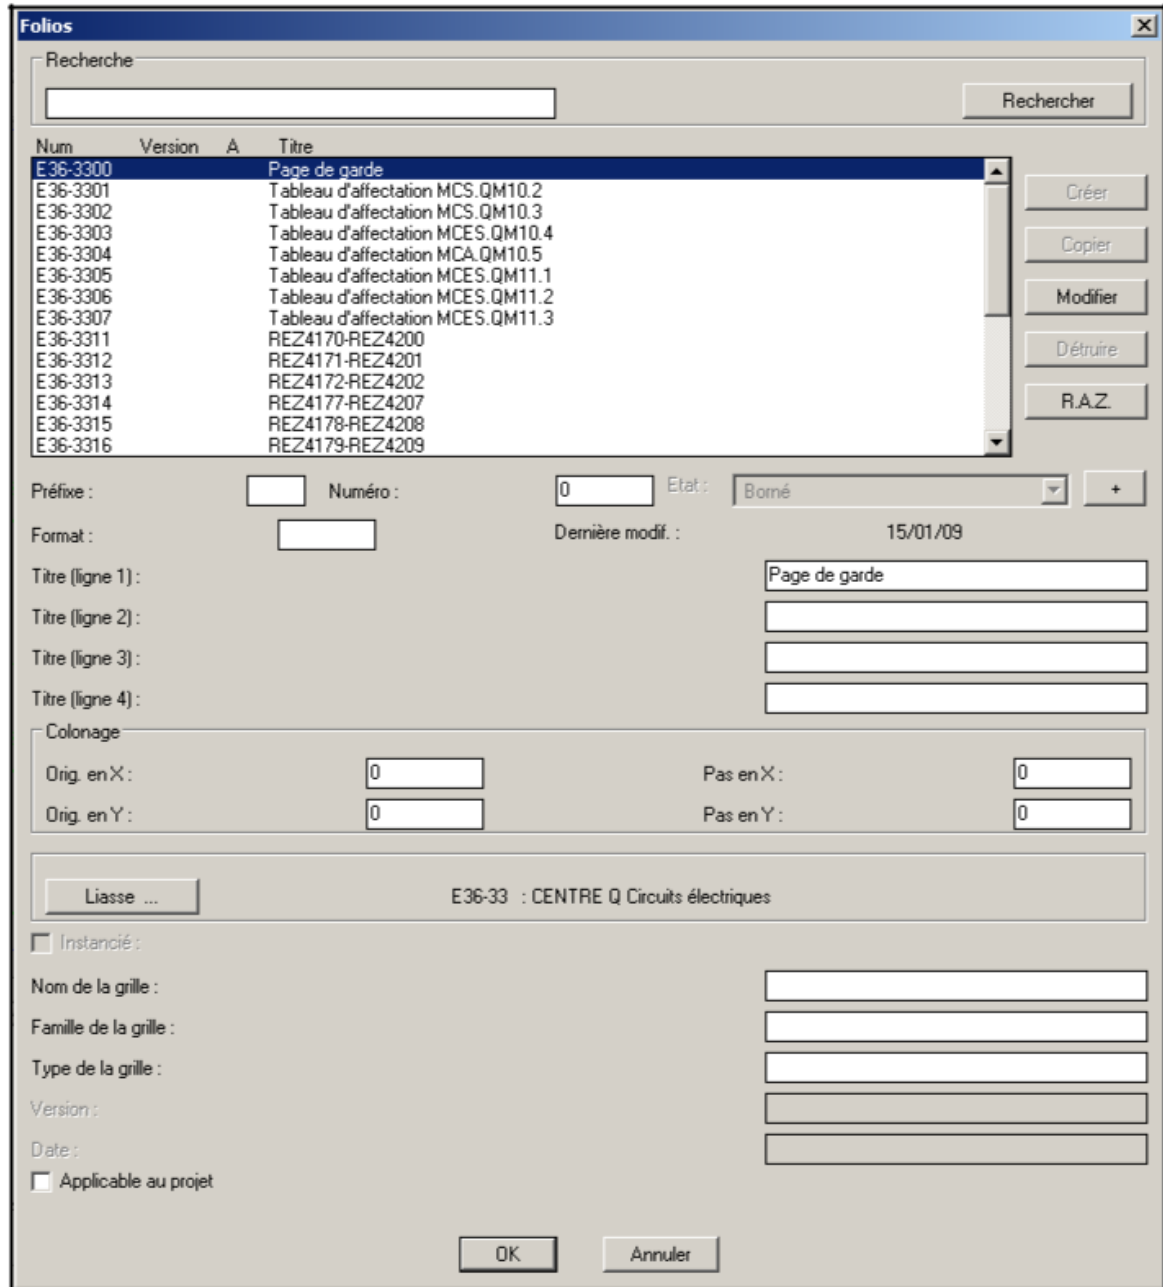 Folios
Recherche
Rechercher
Num Version A Titre
E36-3300 Page de garde
E36-3301 Tableau d'affectation MCS.QM10.2
E36-3302 Tableau d'affectation MCS.QM10.3
E36-3303 Tableau d'affectation MCES.QM10.4
E36-3304 Tableau d'affectation MCA.QM10.5
E36-3305 Tableau d'affectation MCES.QM11.1
E36-3306 Tableau d'affectation MCES.QM11.2
E36-3307 Tableau d'affectation MCES.QM11.3
E36-3311 REZ4170-REZ4200
E36-3312 REZ4171-REZ4201
E36-3313 REZ4172-REZ4202
E36-3314 REZ4177-REZ4207
E36-3315 REZ4178-REZ4208
E36-3316 REZ4179-REZ4209
Créer
Copier
Modifier
Détruire
R.A.Z.
Préfixe : Numéro : 0 Etat : Borné +
Format : Dernière modif. : 15/01/09
Titre (ligne 1) : Page de garde
Titre (ligne 2) :
Titre (ligne 3) :
Titre (ligne 4) :
Colonage
Orig. en X : 0 Pas en X : 0
Orig. en Y : 0 Pas en Y : 0
Liasse ... E36-33 : CENTRE Q Circuits électriques
Instancié :
Nom de la grille :
Famille de la grille :
Type de la grille :
Version :
Date :
Applicable au projet
OK Annuler